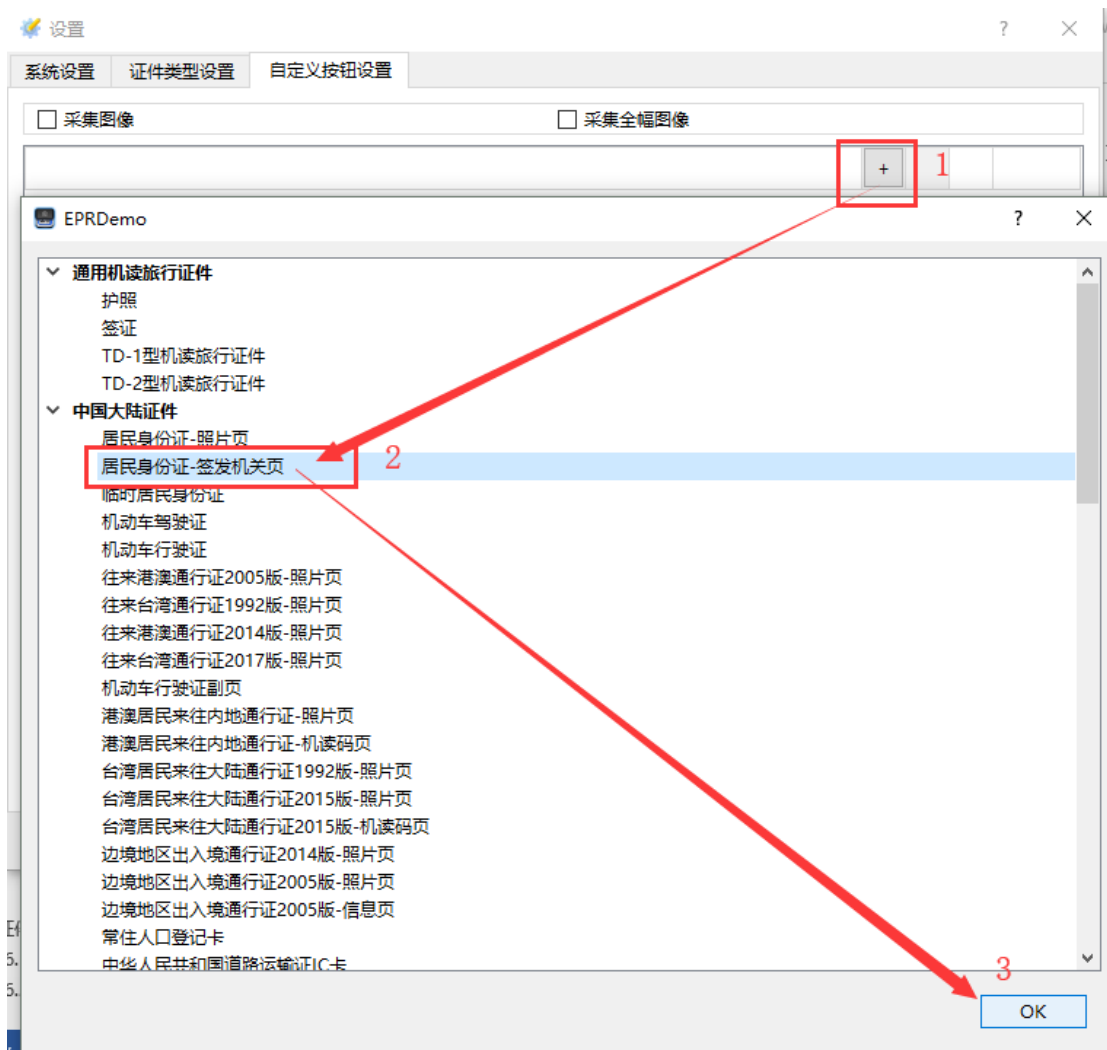 设置
系统设置 证件类型设置 自定义按钮设置
采集图像 采集全幅图像
+ 1
EPRDemo
通用机读旅行证件
护照
签证
TD-1型机读旅行证件
TD-2型机读旅行证件
中国大陆证件
居民身份证-照片页
居民身份证-签发机关页 2
临时居民身份证
机动车驾驶证
机动车行驶证
往来港澳通行证2005版-照片页
往来台湾通行证1992版-照片页
往来港澳通行证2014版-照片页
往来台湾通行证2017版-照片页
机动车行驶证副页
港澳居民来往内地通行证-照片页
港澳居民来往内地通行证-机读码页
台湾居民来往大陆通行证1992版-照片页
台湾居民来往大陆通行证2015版-照片页
台湾居民来往大陆通行证2015版-机读码页
边境地区出入境通行证2014版-照片页
边境地区出入境通行证2005版-照片页
边境地区出入境通行证2005版-信息页
常住人口登记卡
中华人民共和国道路运输证IC卡
3
OK